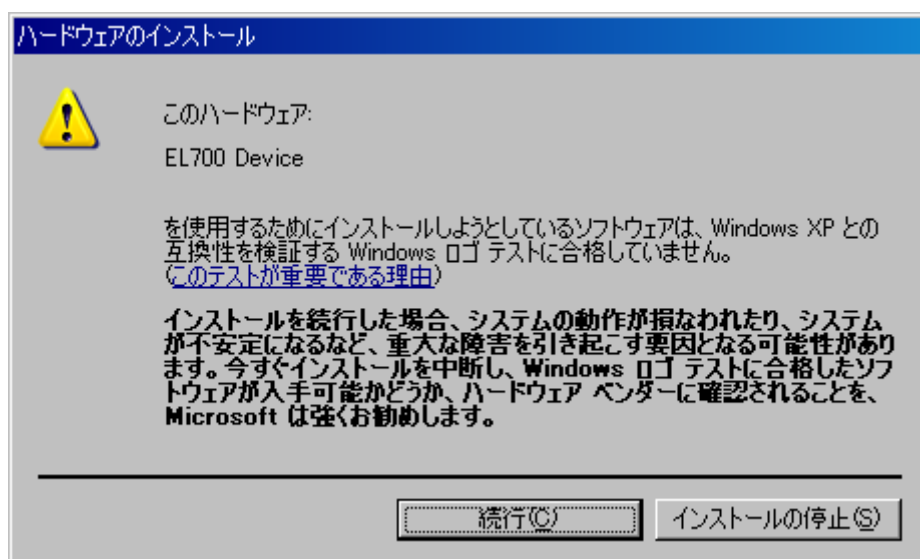 ハードウェアのインストール
このハードウェア:
EL700 Device
を使用するためにインストールしようとしているソフトウェアは、Windows XP との
互換性を検証する Windows ロゴ テストに合格していません。
(このテストが重要である理由)
インストールを続行した場合、システムの動作が損なわれたり、システム
が不安定になるなど、重大な障害を引き起こす要因となる可能性があり
ます。今すぐインストールを中断し、Windows ロゴ テストに合格したソフ
トウェアが入手可能かどうか、ハードウェア ベンダーに確認されることを、
Microsoft は強くお勧めします。
続行(C) インストールの停止(S)